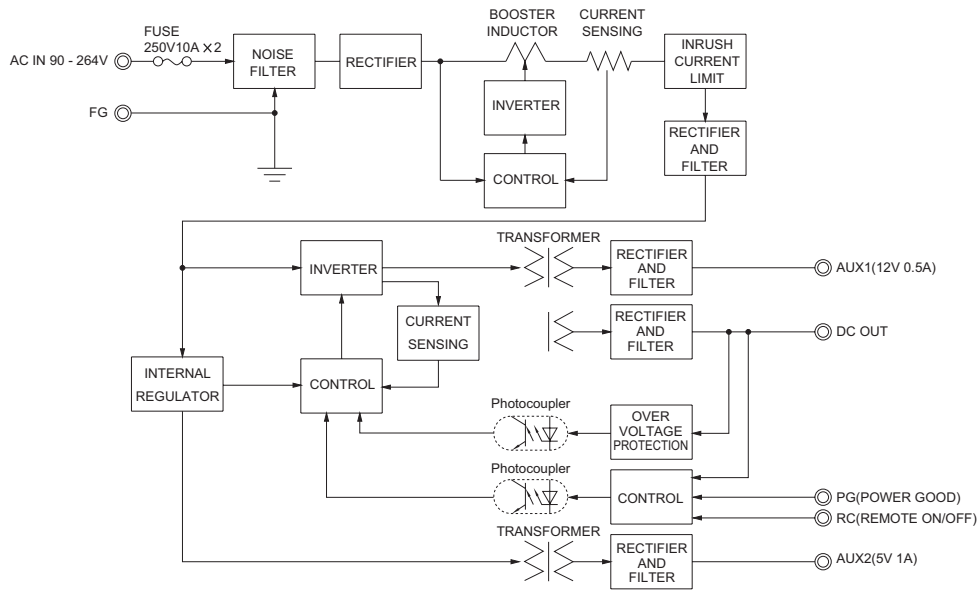 BOOSTER
INDUCTOR
CURRENT
SENSING
FUSE
250V10A ×2
AC IN 90 - 264V
NOISE
FILTER
RECTIFIER
INRUSH
CURRENT
LIMIT
INVERTER
FG
RECTIFIER
AND
FILTER
CONTROL
TRANSFORMER
INVERTER
RECTIFIER
AND
FILTER
AUX1(12V 0.5A)
CURRENT
SENSING
RECTIFIER
AND
FILTER
DC OUT
INTERNAL
REGULATOR
CONTROL
Photocoupler
OVER
VOLTAGE
PROTECTION
Photocoupler
CONTROL
PG(POWER GOOD)
RC(REMOTE ON/OFF)
TRANSFORMER
RECTIFIER
AND
FILTER
AUX2(5V 1A)